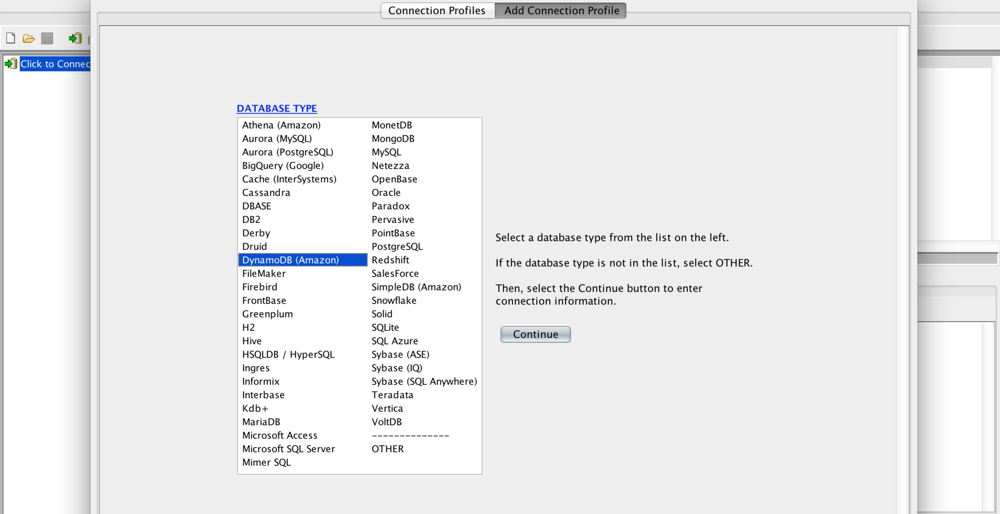 Connection Profiles
Add Connection Profile
Click to Connec
DATABASE TYPE
Athena (Amazon)
Aurora (MySQL)
Aurora (PostgreSQL)
BigQuery (Google)
Cache (InterSystems)
Cassandra
DBASE
DB2
Derby
Druid
DynamoDB (Amazon)
FileMaker
Firebird
FrontBase
Greenplum
H2
Hive
HSQLDB / HyperSQL
Ingres
Informix
Interbase
Kdb+
MariaDB
Microsoft Access
Microsoft SQL Server
Mimer SQL
MonetDB
MongoDB
MySQL
Netezza
OpenBase
Oracle
Paradox
Pervasive
PointBase
PostgreSQL
Redshift
SalesForce
SimpleDB (Amazon)
Snowflake
Solid
SQLite
SQL Azure
Sybase (ASE)
Sybase (IQ)
Sybase (SQL Anywhere)
Teradata
Vertica
VoltDB
--------------
OTHER
Select a database type from the list on the left.
If the database type is not in the list, select OTHER.
Then, select the Continue button to enter
connection information.
Continue